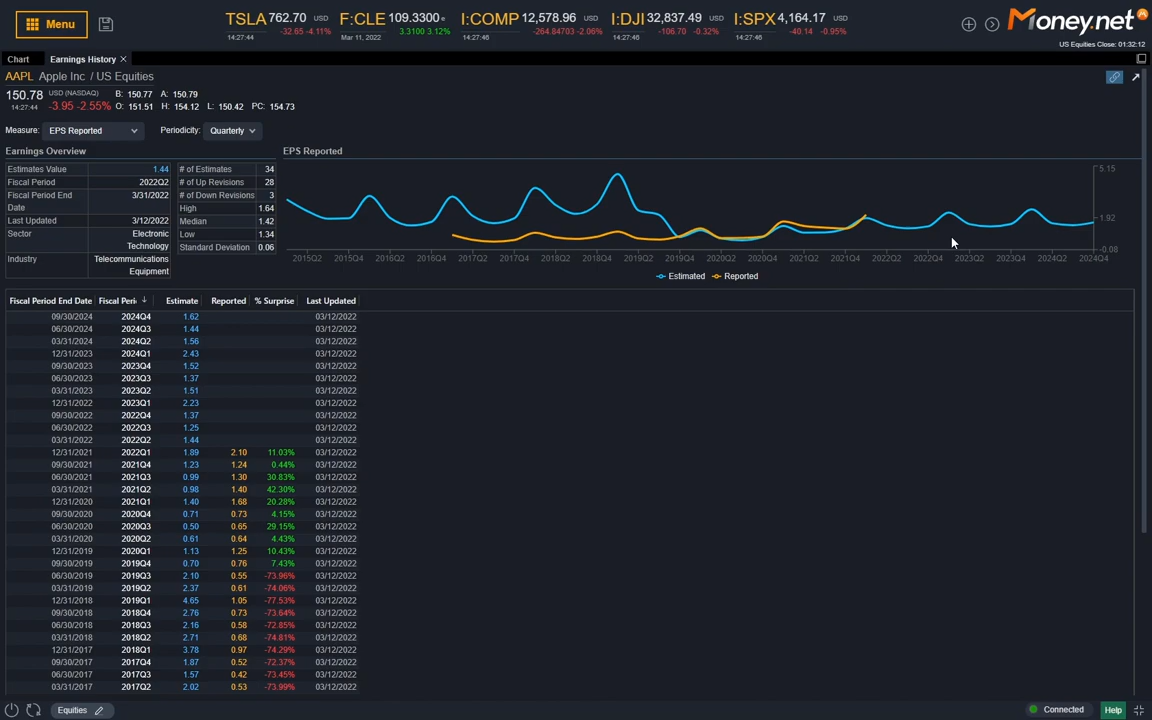 Menu
TSLA 762.70 USD
14:27:44 -32.65 -4.11%
F:CLE 109.3300
Mar 11, 2022 3.3100 3.12%
I:COMP 12,578.96 USD
14:27:46 -264.84703 -2.06%
I:DJI 32,837.49 USD
14:27:46 -106.70 -0.32%
I:SPX 4,164.17 USD
14:27:46 -40.14 -0.95%
Money.net
US Equities Close: 01:32:12
Chart
Earnings History
AAPL Apple Inc / US Equities
150.78 USD (NASDAQ) B: 150.77 A: 150.79
14:27:44 -3.95 -2.55% O: 151.51 H: 154.12 L: 150.42 PC: 154.73
Measure: EPS Reported Periodicity: Quarterly
Earnings Overview
Estimates Value 1.44
Fiscal Period 2022Q2
Fiscal Period End Date 3/31/2022
Last Updated 3/12/2022
Sector Electronic Technology
Industry Telecommunications Equipment
# of Estimates 34
# of Up Revisions 28
# of Down Revisions 3
High 1.64
Median 1.42
Low 1.34
Standard Deviation 0.06
EPS Reported
5.15
1.92
-0.08
2015Q2 2015Q4 2016Q2 2016Q4 2017Q2 2017Q4 2018Q2 2018Q4 2019Q2 2019Q4 2020Q2 2020Q4 2021Q2 2021Q4 2022Q2 2022Q4 2023Q2 2023Q4 2024Q2 2024Q4
Estimated Reported
Fiscal Period End Date Fiscal Peri Estimate Reported % Surprise Last Updated
09/30/2024 2024Q4 1.62 03/12/2022
06/30/2024 2024Q3 1.44 03/12/2022
03/31/2024 2024Q2 1.56 03/12/2022
12/31/2023 2024Q1 2.43 03/12/2022
09/30/2023 2023Q4 1.52 03/12/2022
06/30/2023 2023Q3 1.37 03/12/2022
03/31/2023 2023Q2 1.51 03/12/2022
12/31/2022 2023Q1 2.23 03/12/2022
09/30/2022 2022Q4 1.37 03/12/2022
06/30/2022 2022Q3 1.25 03/12/2022
03/31/2022 2022Q2 1.44 03/12/2022
12/31/2021 2022Q1 1.89 2.10 11.03% 03/12/2022
09/30/2021 2021Q4 1.23 1.24 0.44% 03/12/2022
06/30/2021 2021Q3 0.99 1.30 30.83% 03/12/2022
03/31/2021 2021Q2 0.98 1.40 42.30% 03/12/2022
12/31/2020 2021Q1 1.40 1.68 20.28% 03/12/2022
09/30/2020 2020Q4 0.71 0.73 4.15% 03/12/2022
06/30/2020 2020Q3 0.50 0.65 29.15% 03/12/2022
03/31/2020 2020Q2 0.61 0.64 4.43% 03/12/2022
12/31/2019 2020Q1 1.13 1.25 10.43% 03/12/2022
09/30/2019 2019Q4 0.70 0.76 7.43% 03/12/2022
06/30/2019 2019Q3 2.10 0.55 -73.96% 03/12/2022
03/31/2019 2019Q2 2.37 0.61 -74.06% 03/12/2022
12/31/2018 2019Q1 4.65 1.05 -77.53% 03/12/2022
09/30/2018 2018Q4 2.76 0.73 -73.64% 03/12/2022
06/30/2018 2018Q3 2.16 0.58 -72.85% 03/12/2022
03/31/2018 2018Q2 2.71 0.68 -74.81% 03/12/2022
12/31/2017 2018Q1 3.78 0.97 -74.29% 03/12/2022
09/30/2017 2017Q4 1.87 0.52 -72.37% 03/12/2022
06/30/2017 2017Q3 1.57 0.42 -73.45% 03/12/2022
03/31/2017 2017Q2 2.02 0.53 -73.99% 03/12/2022
Equities
Connected
Help